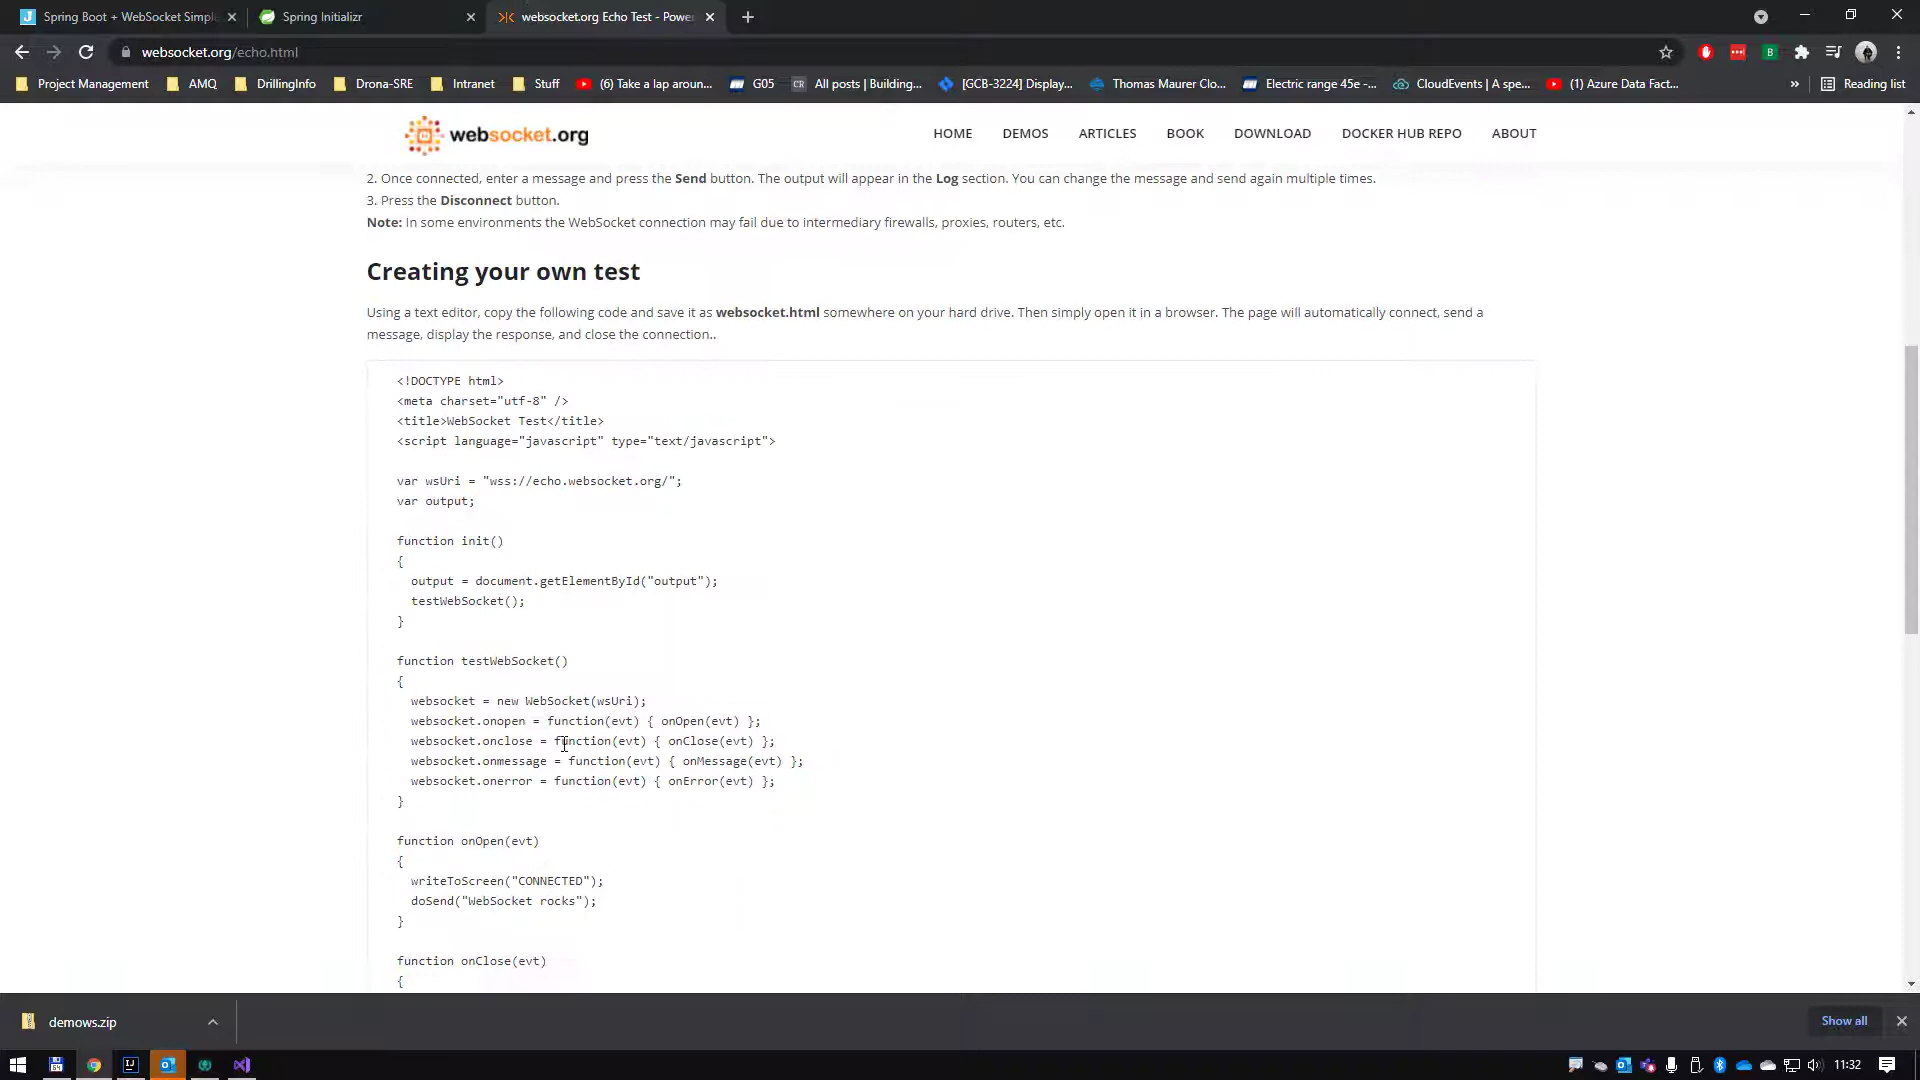 Spring Boot + WebSocket Simpl
Spring Initializr
websocket.org Echo Test - Powe
websocket.org/echo.html
Project Management
AMQ
DrillingInfo
Drona-SRE
Intranet
Stuff
(6) Take a lap aroun...
G05
CR
All posts | Building...
[GCB-3224] Display...
Thomas Maurer Clo...
Electric range 45e -...
CloudEvents | A spe...
(1) Azure Data Fact...
»
Reading list
websocket.org
HOME
DEMOS
ARTICLES
BOOK
DOWNLOAD
DOCKER HUB REPO
ABOUT
2. Once connected, enter a message and press the Send button. The output will appear in the Log section. You can change the message and send again multiple times.
3. Press the Disconnect button.
Note: In some environments the WebSocket connection may fail due to intermediary firewalls, proxies, routers, etc.
Creating your own test
Using a text editor, copy the following code and save it as websocket.html somewhere on your hard drive. Then simply open it in a browser. The page will automatically connect, send a
message, display the response, and close the connection..
<!DOCTYPE html>
<meta charset="utf-8" />
<title>WebSocket Test</title>
<script language="javascript" type="text/javascript">
var wsUri = "wss://echo.websocket.org/";
var output;
function init()
{
output = document.getElementById("output");
testWebSocket();
}
function testWebSocket()
{
websocket = new WebSocket(wsUri);
websocket.onopen = function(evt) { onOpen(evt) };
websocket.onclose = function(evt) { onClose(evt) };
websocket.onmessage = function(evt) { onMessage(evt) };
websocket.onerror = function(evt) { onError(evt) };
}
function onOpen(evt)
{
writeToScreen("CONNECTED");
doSend("WebSocket rocks");
}
function onClose(evt)
{
demows.zip
Show all
11:32